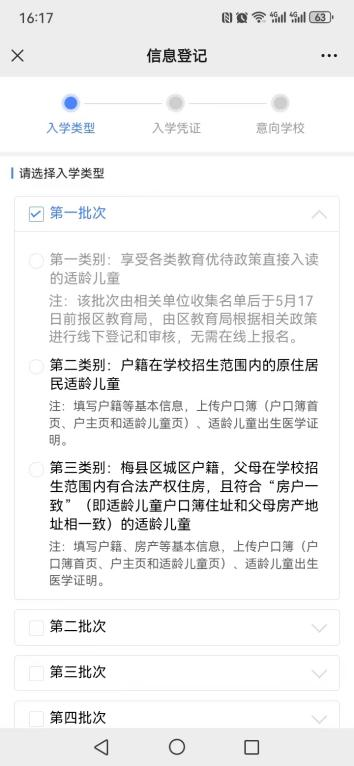 16:17
4G 4G 63
信息登记
入学类型
入学凭证
意向学校
请选择入学类型
第一批次
第一类别：享受各类教育优待政策直接入读
的适龄儿童
注：该批次由相关单位收集名单后于5月17
日前报区教育局，由区教育局根据相关政策
进行线下登记和审核，无需在线上报名。
第二类别：户籍在学校招生范围内的原住居
民适龄儿童
注：填写户籍等基本信息，上传户口簿（户口簿首
页、户主页和适龄儿童页）、适龄儿童出生医学证
明。
第三类别：梅县区城区户籍，父母在学校招
生范围内有合法产权住房，且符合“房户一
致”（即适龄儿童户口簿住址和父母房产地
址相一致）的适龄儿童
注：填写户籍、房产等基本信息，上传户口簿（户
口簿首页、户主页和适龄儿童页）、适龄儿童出生
医学证明。
第二批次
第三批次
第四批次